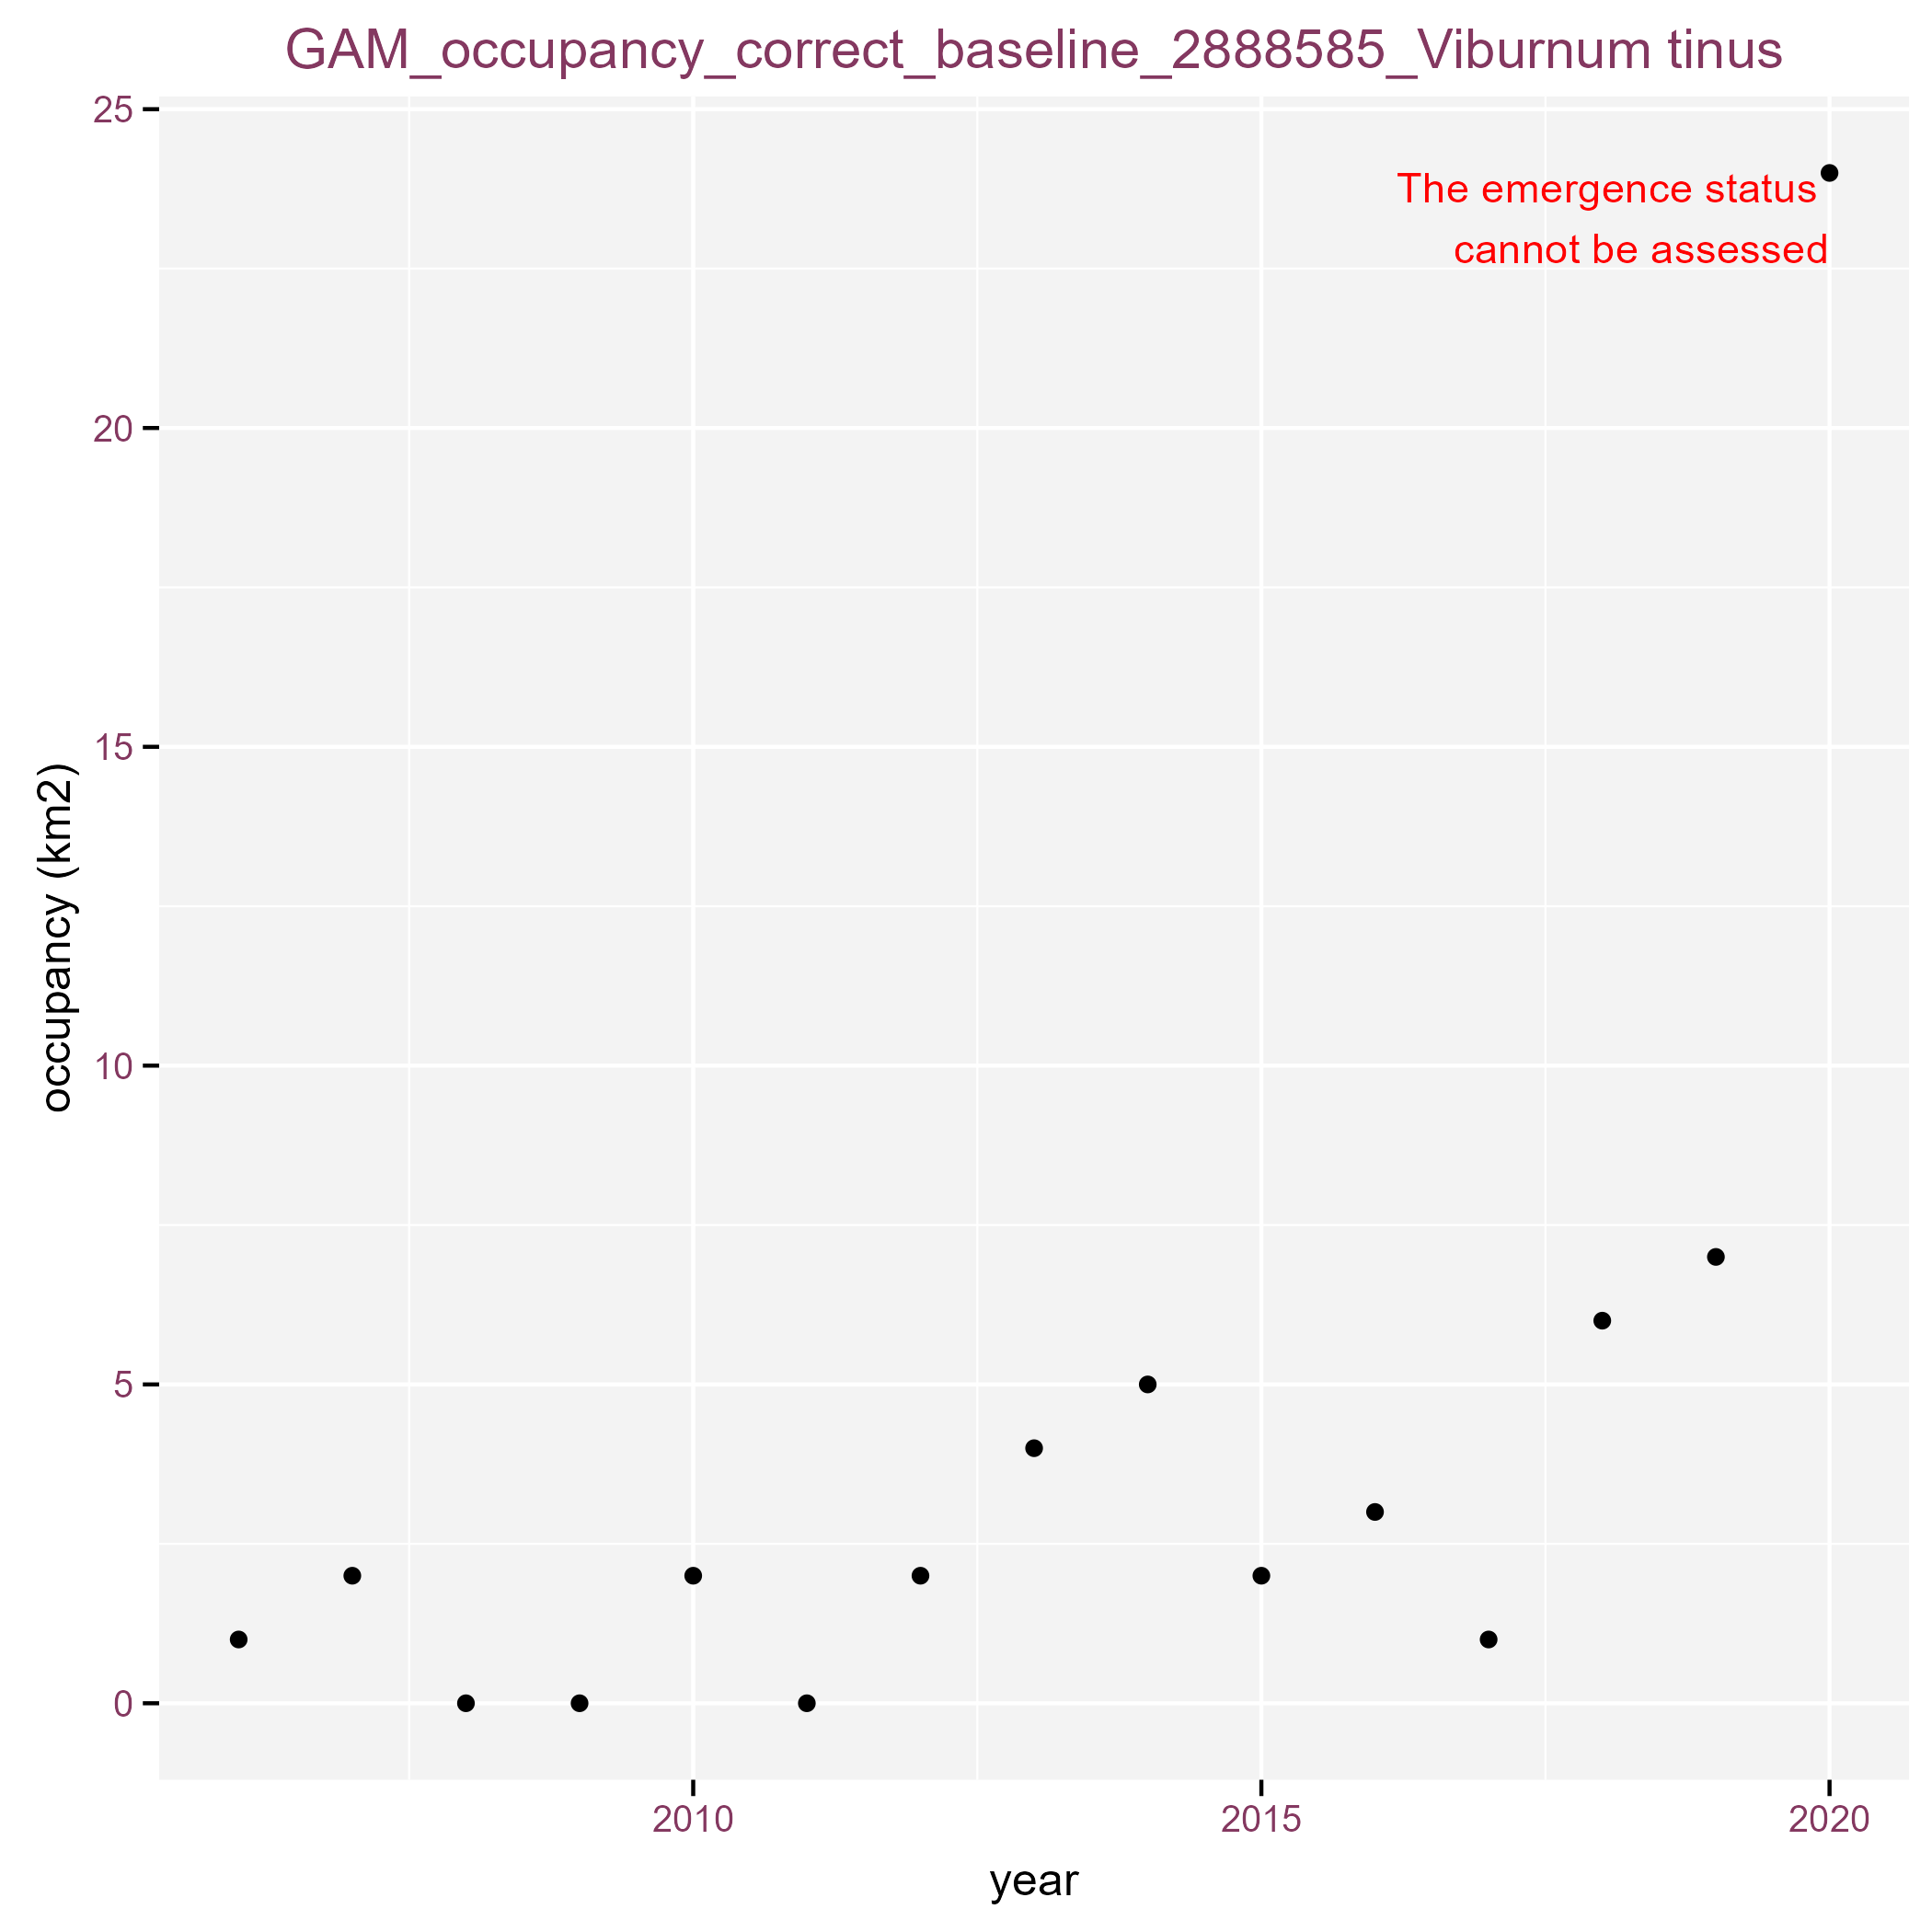 GAM_occupancy_correct_baseline_2888585_Viburnum tinus
25
The emergence status
cannot be assessed
20
15
occupancy (km2)
10
5
0
2010 2015 2020
year